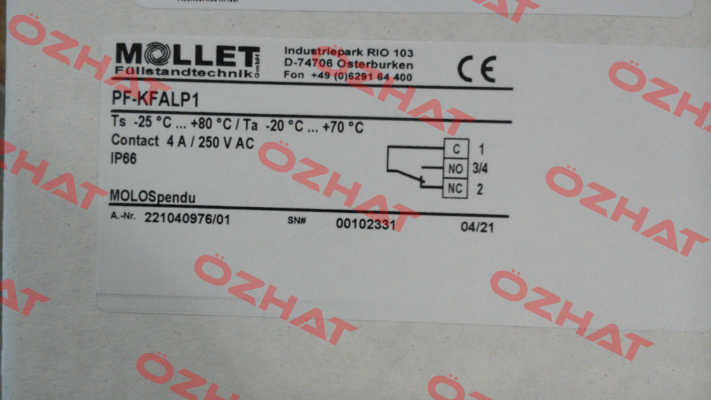 MOLLET
GmbH
Füllstandtechnik
Industriepark RIO 103
D-74706 Osterburken
Fon +49 (0)6291 64 400
CE
PF-KFALP1
Ts -25 °C ... +80 °C / Ta -20 °C ... +70 °C
Contact 4 A / 250 V AC
IP66
C 1
NO 3/4
NC 2
MOLOSpendu
A.-Nr. 221040976/01 SN# 00102331 04/21
ÖZHAT
ÖZHAT
ÖZHAT
ÖZHAT
ÖZHAT
ÖZHAT
ÖZHAT
ÖZHAT
ÖZHAT
ÖZHAT
ÖZHAT